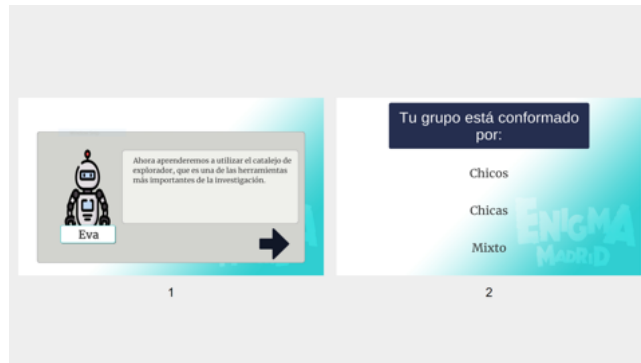 Ahora aprenderemos a utilizar el catalejo de
explorador, que es una de las herramientas
más importantes de la investigación.
Eva
1
Tu grupo está conformado
por:
Chicos
Chicas
Mixto
ENIGMA
MADRID
2